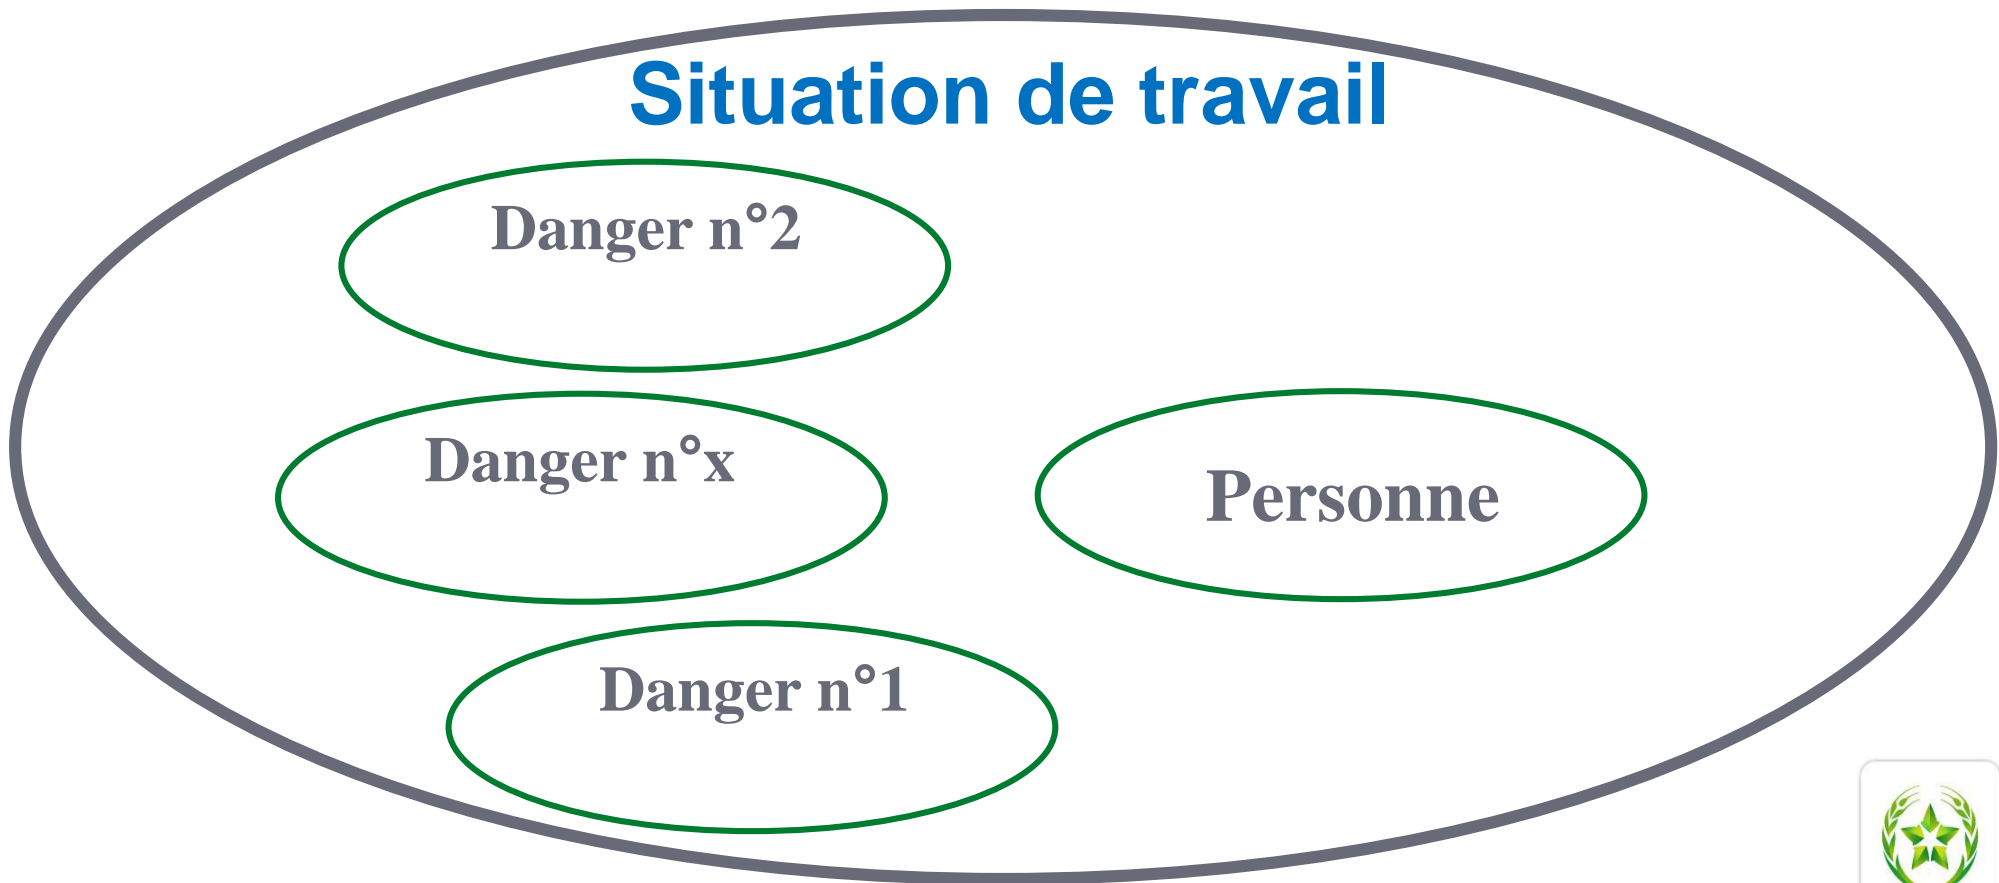 Situation de travail
Danger n°2
Danger n°x
Personne
Danger n°1